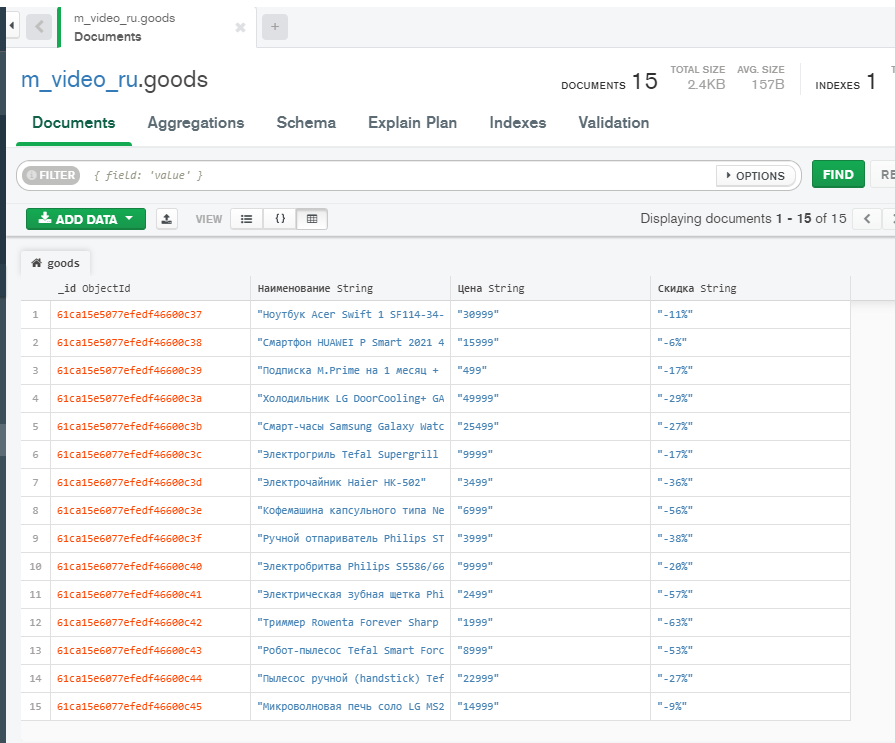 m_video_ru.goods
Documents
m_video_ru.goods
DOCUMENTS 15 TOTAL SIZE 2.4KB AVG. SIZE 157B INDEXES 1
Documents Aggregations Schema Explain Plan Indexes Validation
FILTER { field: 'value' } OPTIONS FIND RE
ADD DATA VIEW {} Displaying documents 1 - 15 of 15
goods
_id ObjectId Наименование String Цена String Скидка String
1 61ca15e5077efedf46600c37 "Ноутбук Acer Swift 1 SF114-34- "30999" "-11%"
2 61ca15e6077efedf46600c38 "Смартфон HUAWEI P Smart 2021 4 "15999" "-6%"
3 61ca15e6077efedf46600c39 "Подписка M.Prime на 1 месяц + "499" "-17%"
4 61ca15e6077efedf46600c3a "Холодильник LG DoorCooling+ GA "49999" "-29%"
5 61ca15e6077efedf46600c3b "Смарт-часы Samsung Galaxy Watc "25499" "-27%"
6 61ca15e6077efedf46600c3c "Электрогриль Tefal Supergrill "9999" "-17%"
7 61ca15e6077efedf46600c3d "Электрочайник Haier HK-502" "3499" "-36%"
8 61ca15e6077efedf46600c3e "Кофемашина капсульного типа Ne "6999" "-56%"
9 61ca15e6077efedf46600c3f "Ручной отпариватель Philips ST "3999" "-38%"
10 61ca15e6077efedf46600c40 "Электробритва Philips S5586/66 "9999" "-20%"
11 61ca15e6077efedf46600c41 "Электрическая зубная щетка Phi "2499" "-57%"
12 61ca15e6077efedf46600c42 "Триммер Rowenta Forever Sharp "1999" "-63%"
13 61ca15e6077efedf46600c43 "Робот-пылесос Tefal Smart Forc "8999" "-53%"
14 61ca15e6077efedf46600c44 "Пылесос ручной (handstick) Tef "22999" "-27%"
15 61ca15e6077efedf46600c45 "Микроволновая печь соло LG MS2 "14999" "-9%"